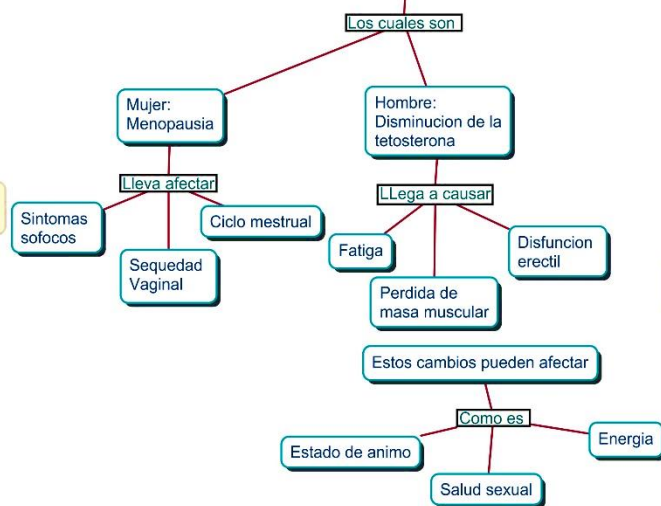 Los cuales son
Mujer:
Menopausia
Hombre:
Disminucion de la
tetosterona
Lleva afectar
LLega a causar
Sintomas
sofocos
Sequedad
Vaginal
Ciclo mestrual
Fatiga
Perdida de
masa muscular
Disfuncion
erectil
Estos cambios pueden afectar
Como es
Estado de animo
Salud sexual
Energia